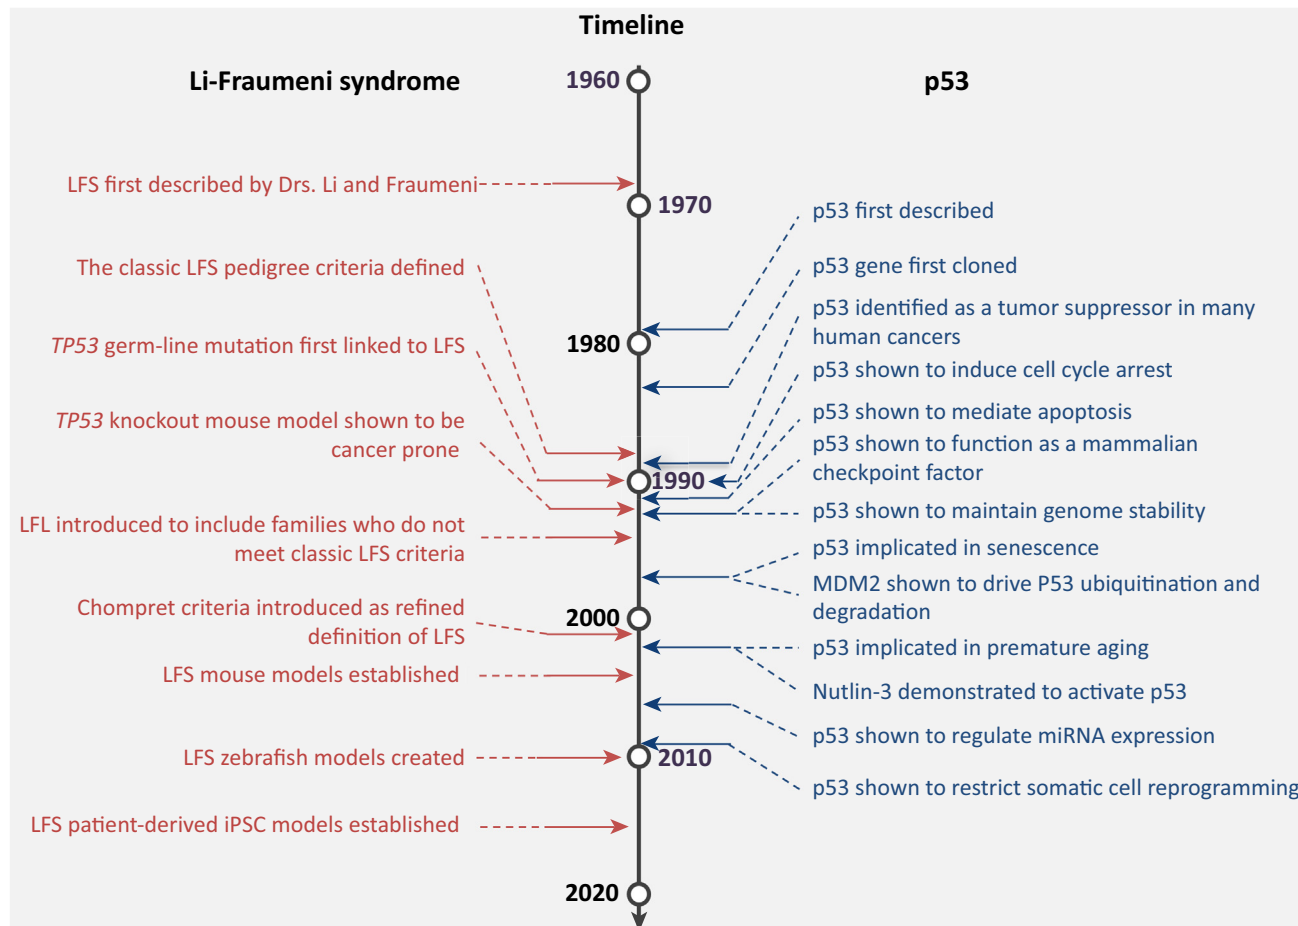 Timeline
Li-Fraumeni syndrome
p53
1960
LFS first described by Drs. Li and Fraumeni
1970
p53 first described
The classic LFS pedigree criteria defined
p53 gene first cloned
p53 identified as a tumor suppressor in many
human cancers
TP53 germ-line mutation first linked to LFS
1980
p53 shown to induce cell cycle arrest
TP53 knockout mouse model shown to be
cancer prone
p53 shown to mediate apoptosis
p53 shown to function as a mammalian
checkpoint factor
1990
p53 shown to maintain genome stability
LFL introduced to include families who do not
meet classic LFS criteria
p53 implicated in senescence
MDM2 shown to drive P53 ubiquitination and
degradation
Chompret criteria introduced as refined
definition of LFS
2000
p53 implicated in premature aging
LFS mouse models established
Nutlin-3 demonstrated to activate p53
p53 shown to regulate miRNA expression
LFS zebrafish models created
2010
p53 shown to restrict somatic cell reprogramming
LFS patient-derived iPSC models established
2020